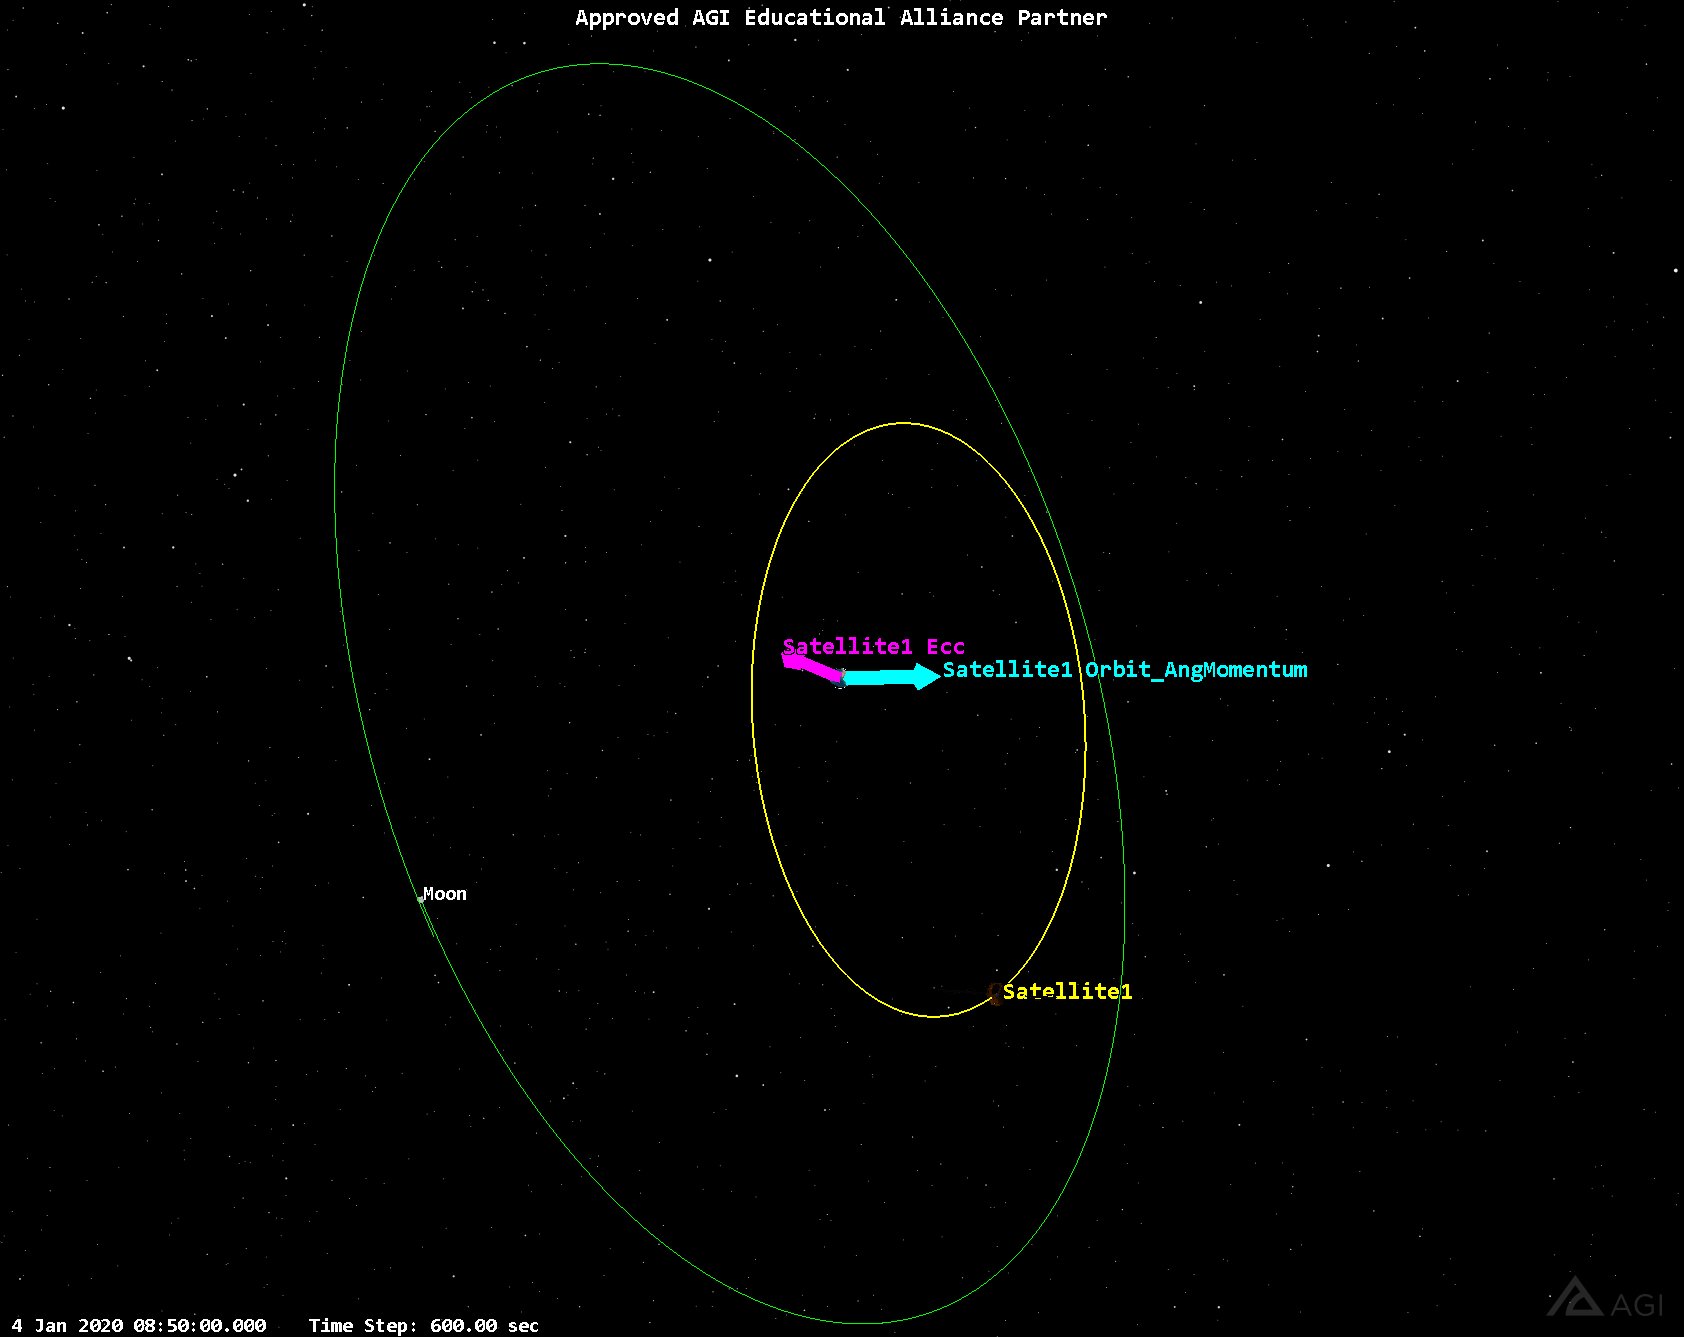 Approved AGI Educational Alliance Partner
Satellite1 Ecc
Satellite1 Orbit_AngMomentum
Moon
Satellite1
4 Jan 2020 08:50:00.000 Time Step: 600.00 sec
AGI